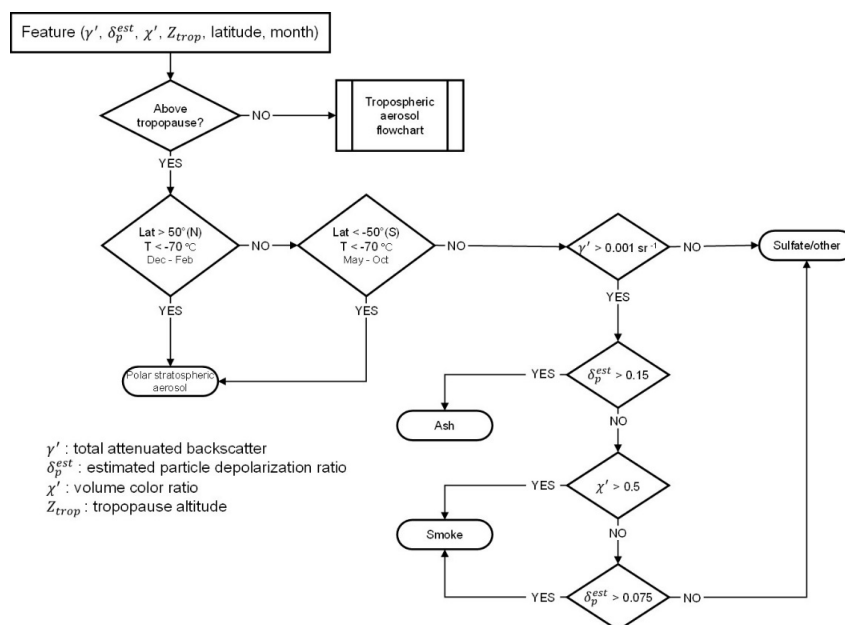 Feature (γ′, δ_p^est, χ′, Z_trop, latitude, month)
Above
tropopause?
NO
Tropospheric
aerosol
flowchart
YES
Lat > 50°(N)
T < -70 °C
Dec - Feb
NO
Lat < -50°(S)
T < -70 °C
May - Oct
NO
γ′ > 0.001 sr⁻¹
NO
Sulfate/other
YES
YES
YES
Polar stratospheric
aerosol
δ_p^est > 0.15
YES
Ash
NO
γ′ : total attenuated backscatter
δ_p^est : estimated particle depolarization ratio
χ′ : volume color ratio
Z_trop : tropopause altitude
χ′ > 0.5
YES
Smoke
NO
δ_p^est > 0.075
YES
NO